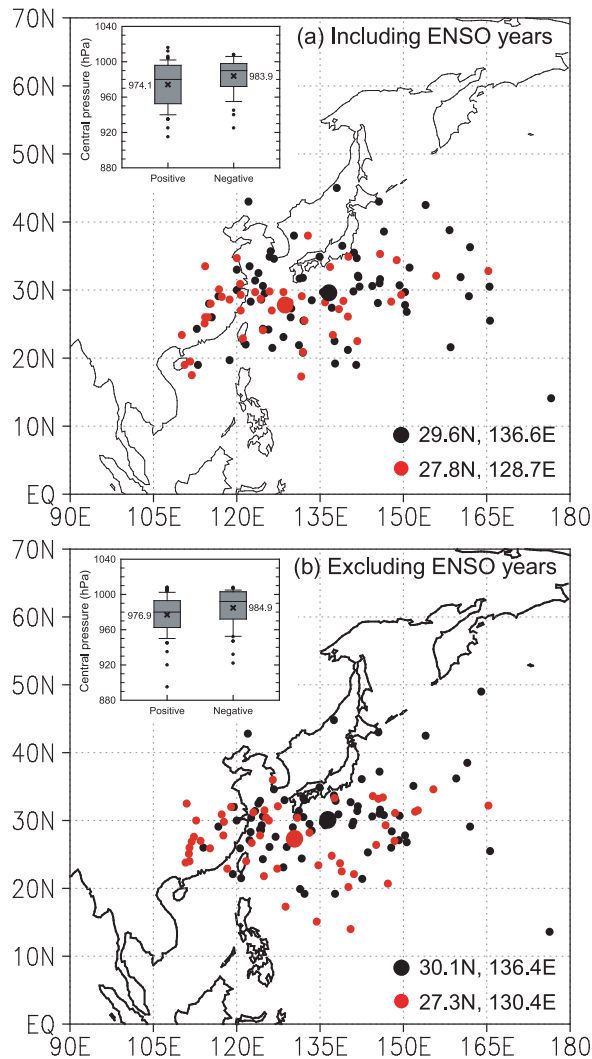 (a) Including ENSO years
Central pressure (hPa)
1040
1000
960
920
880
974.1
983.9
Positive
Negative
70N
60N
50N
40N
30N
20N
10N
EQ
29.6N, 136.6E
27.8N, 128.7E
90E 105E 120E 135E 150E 165E 180
(b) Excluding ENSO years
Central pressure (hPa)
1040
1000
960
920
880
976.9
984.9
Positive
Negative
70N
60N
50N
40N
30N
20N
10N
EQ
30.1N, 136.4E
27.3N, 130.4E
90E 105E 120E 135E 150E 165E 180